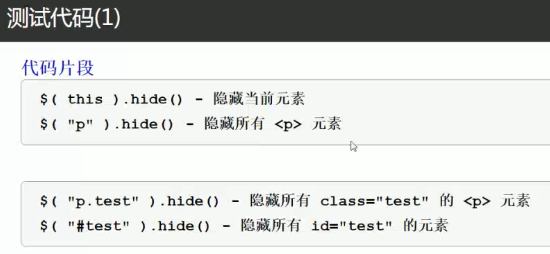 测试代码(1)
代码片段
$( this ).hide() - 隐藏当前元素
$( "p" ).hide() - 隐藏所有 <p> 元素
$( "p.test" ).hide() - 隐藏所有 class="test" 的 <p> 元素
$( "#test" ).hide() - 隐藏所有 id="test" 的元素